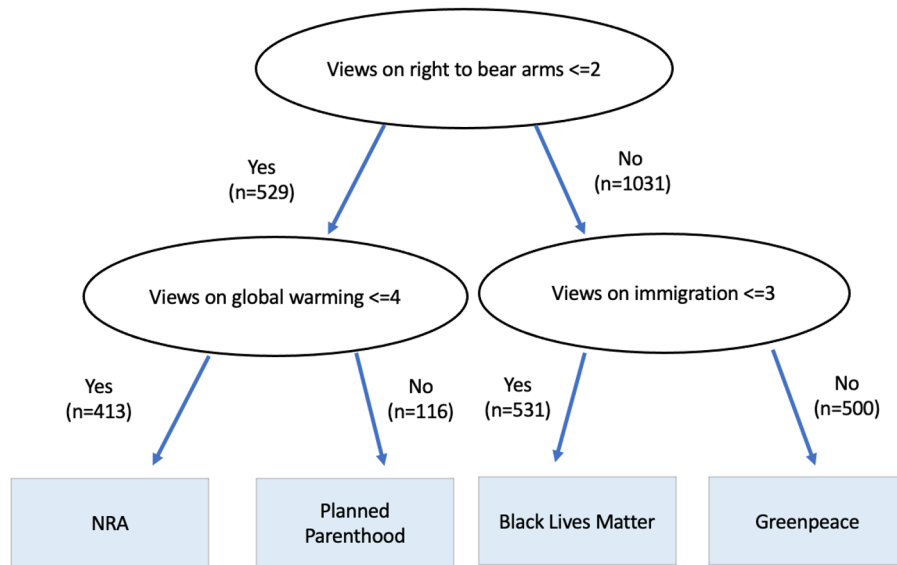 Views on right to bear arms <=2
Yes
(n=529)
No
(n=1031)
Views on global warming <=4
Views on immigration <=3
Yes
(n=413)
No
(n=116)
Yes
(n=531)
No
(n=500)
NRA
Planned
Parenthood
Black Lives Matter
Greenpeace